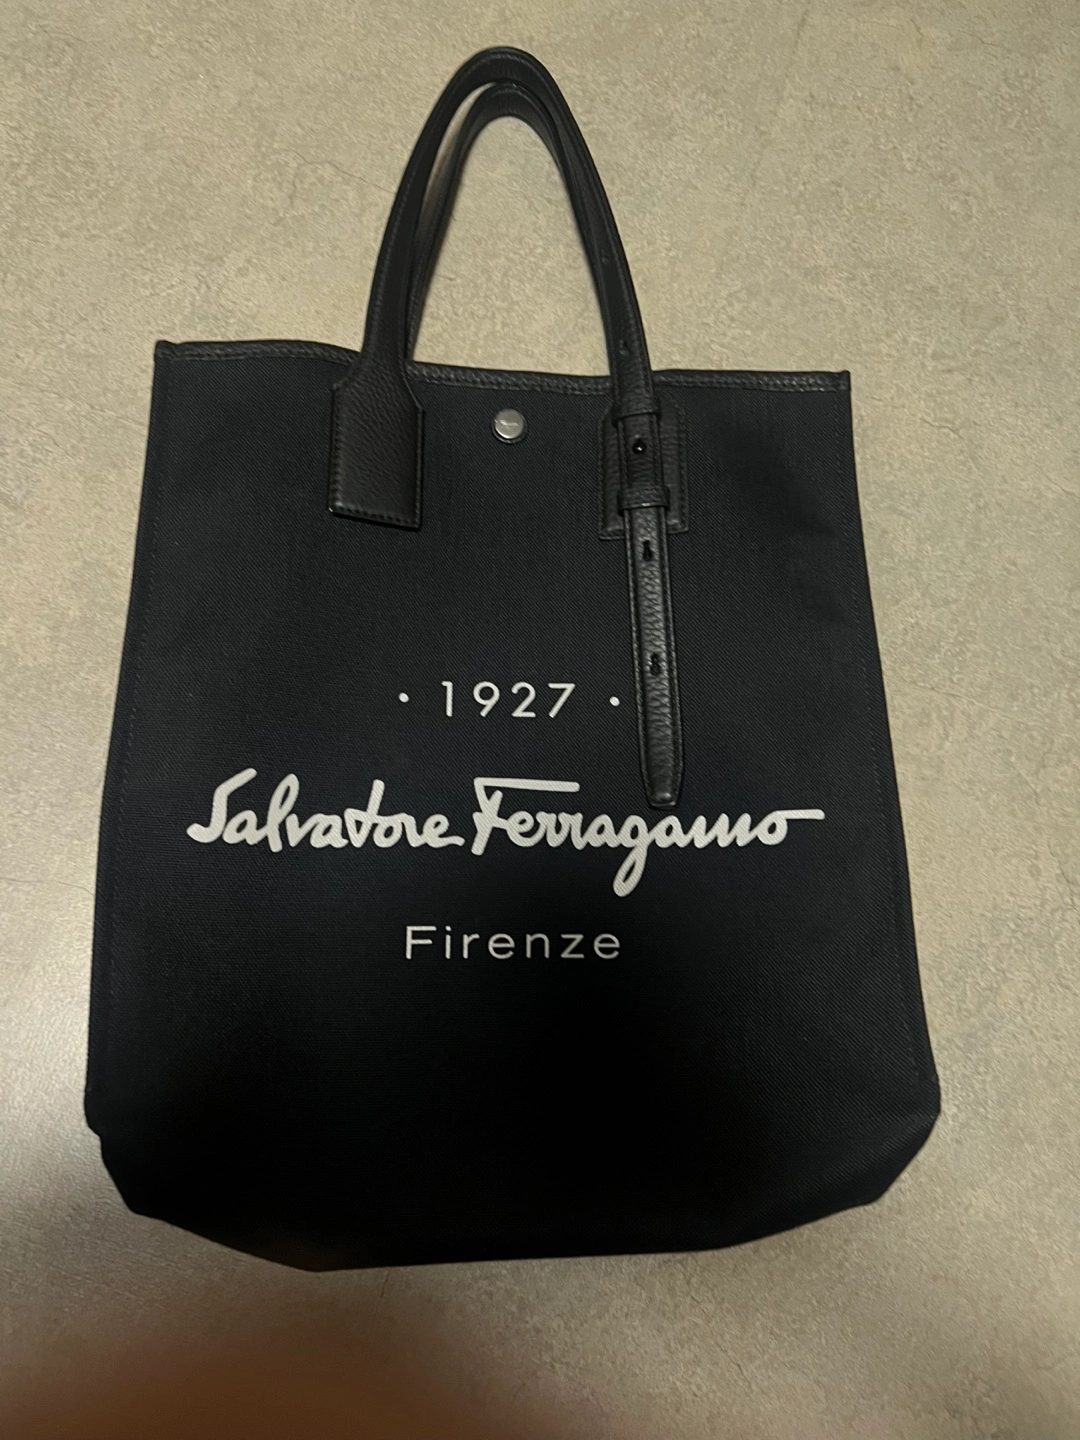 • 1927 •
Salvatore Ferragamo
Firenze